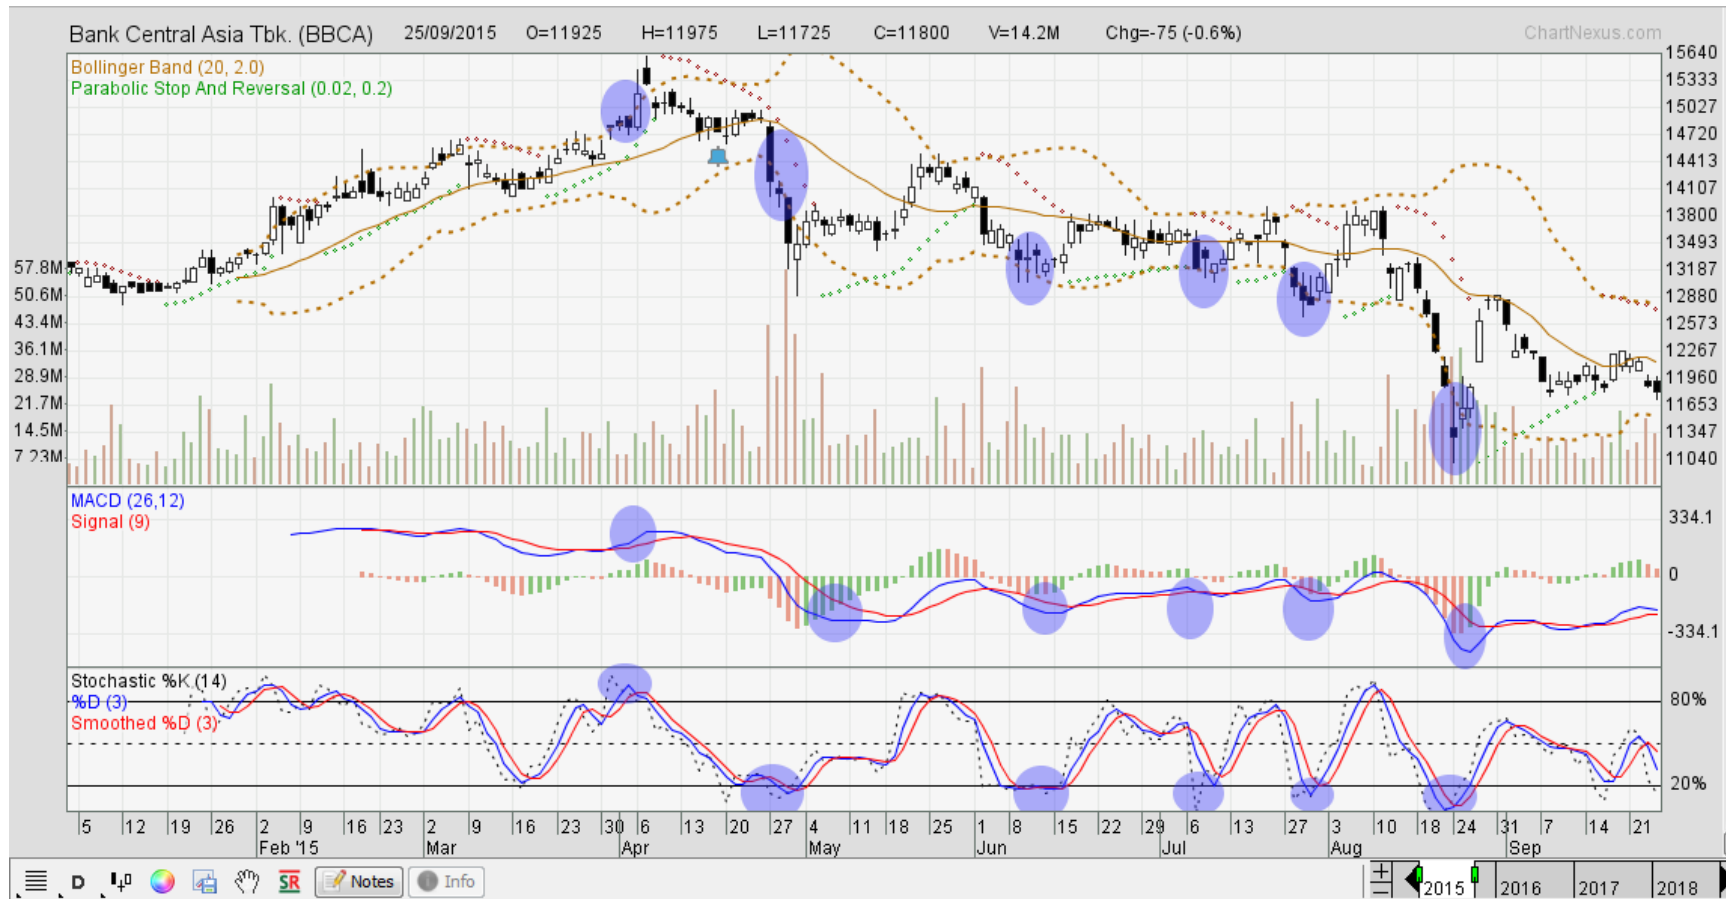 Bank Central Asia Tbk. (BBCA) 25/09/2015 O=11925 H=11975 L=11725 C=11800 V=14.2M Chg=-75 (-0.6%) ChartNexus.com
Bollinger Band (20, 2.0)
Parabolic Stop And Reversal (0.02, 0.2)
15640
15333
15027
14720
14413
14107
13800
13493
57.8M 13187
50.6M 12880
43.4M 12573
36.1M 12267
28.9M 11960
21.7M 11653
14.5M 11347
7 23M 11040
MACD (26,12)
Signal (9)
334.1
0
-334.1
Stochastic %K (14)
%D (3)
Smoothed %D (3)
80%
20%
5 12 19 26 2 9 16 23 2 9 16 23 30 6 13 20 27 4 11 18 25 1 8 15 22 29 6 13 27 3 10 18 24 31 7 14 21
Feb '15 Mar Apr May Jun Jul Aug Sep
D SR Notes Info 2015 2016 2017 2018